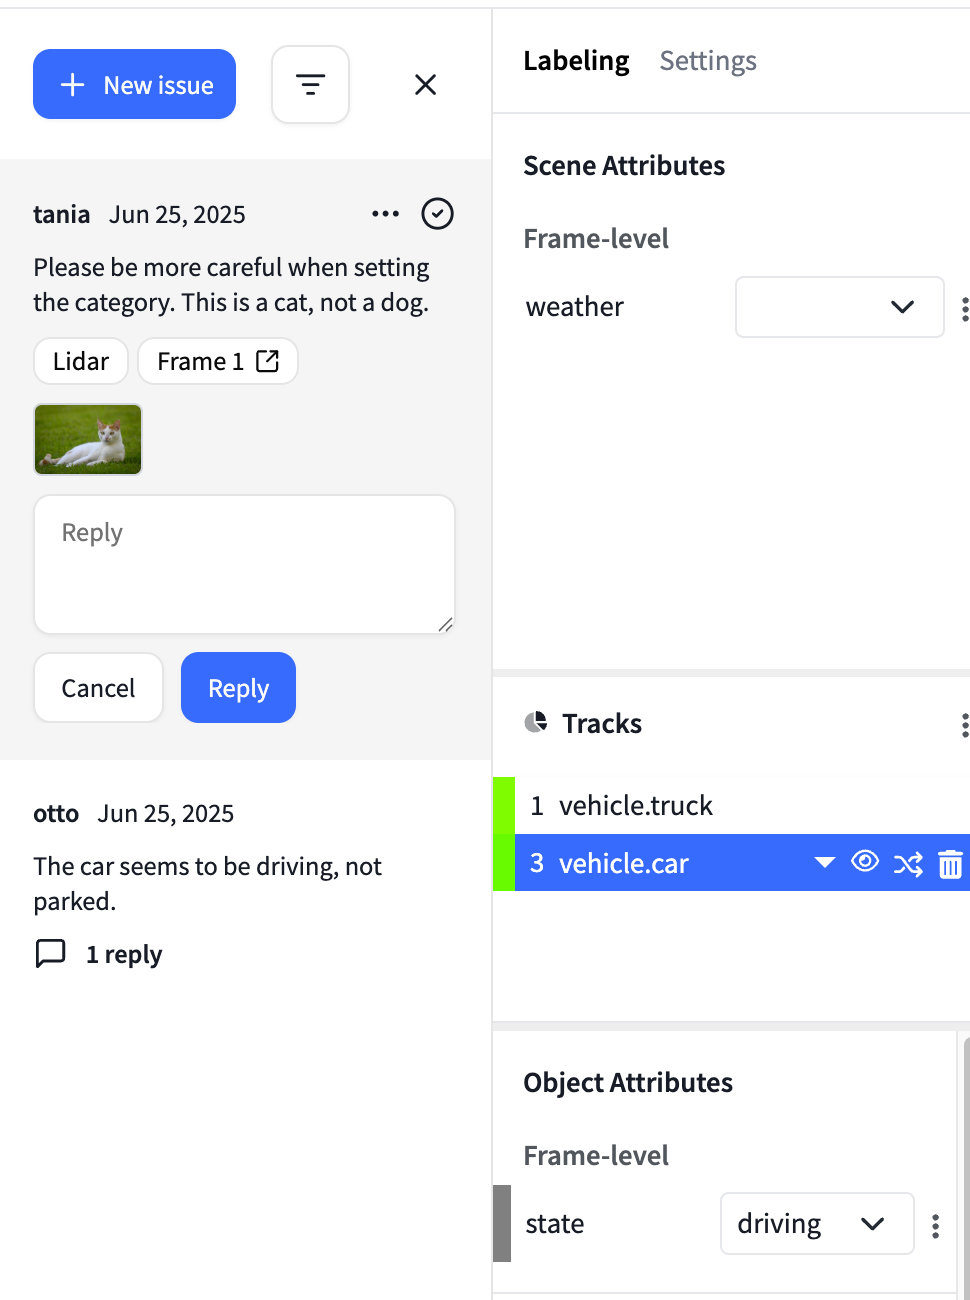 New issue
tania Jun 25, 2025
Please be more careful when setting
the category. This is a cat, not a dog.
Lidar Frame 1
Reply
Cancel Reply
otto Jun 25, 2025
The car seems to be driving, not
parked.
1 reply
Labeling Settings
Scene Attributes
Frame-level
weather
Tracks
1 vehicle.truck
3 vehicle.car
Object Attributes
Frame-level
state driving